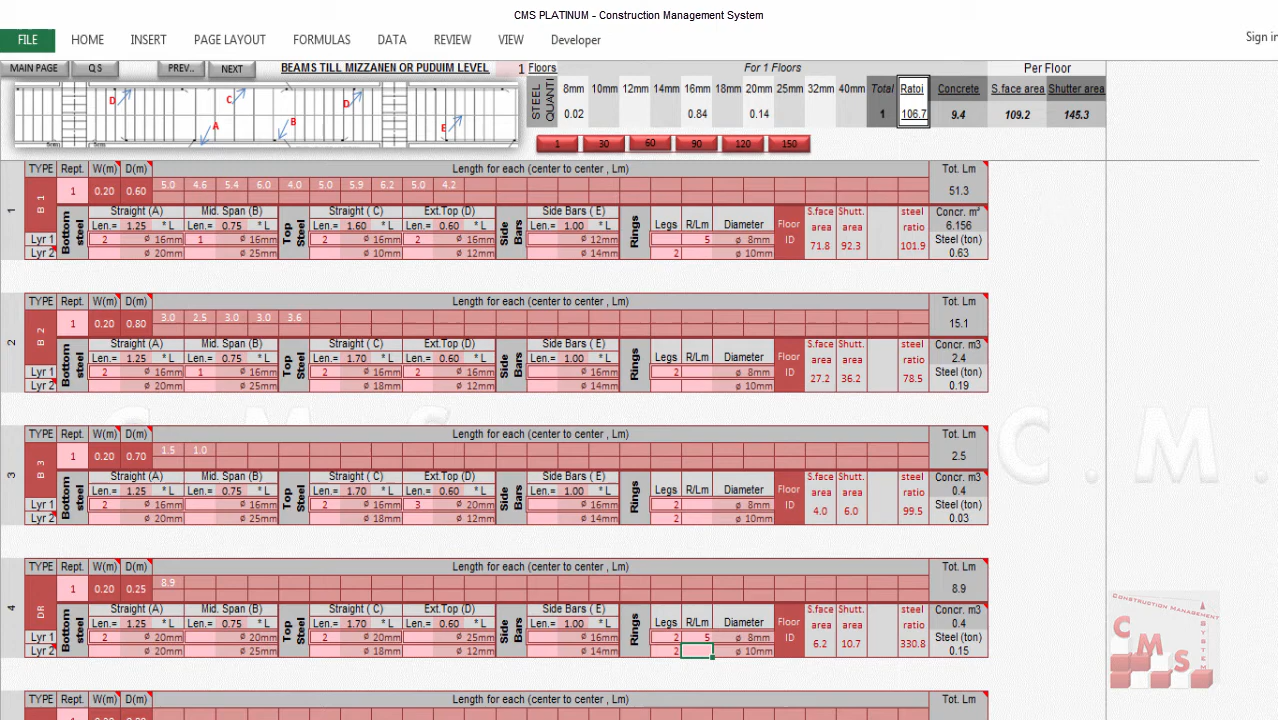 CMS PLATINUM - Construction Management System
FILE HOME INSERT PAGE LAYOUT FORMULAS DATA REVIEW VIEW Developer Sign in
MAIN PAGE Q S PREV.. NEXT BEAMS TILL MIZZANEN OR PUDUIM LEVEL 1 Floors For 1 Floors Per Floor
STEEL QUANTI 8mm 10mm 12mm 14mm 16mm 18mm 20mm 25mm 32mm 40mm Total Ratoi Concrete S.face area Shutter area
0.02 0.84 0.14 1 106.7 9.4 109.2 145.3
D C D A B E
1 30 60 90 120 150
TYPE Rept. W(m) D(m) Length for each (center to center , Lm) Tot. Lm
1 B 1 1 0.20 0.60 5.0 4.6 5.4 6.0 4.0 5.0 5.9 6.2 5.0 4.2 51.3
Bottom steel Straight (A) Mid. Span (B) Top Steel Straight ( C) Ext.Top (D) Side Bars Side Bars ( E ) Rings Legs R/Lm Diameter Floor ID S.face area Shutt. area steel ratio Concr. m³
Len.= 1.25 * L Len.= 0.75 * L Len.= 1.60 * L Len.= 0.60 * L Len.= 1.00 * L 6.156
Lyr 1 2 ø 16mm 1 ø 16mm 2 ø 16mm 2 ø 16mm ø 12mm 5 ø 8mm 71.8 92.3 101.9 Steel (ton)
Lyr 2 ø 20mm ø 25mm ø 10mm ø 12mm ø 14mm 2 ø 10mm 0.63
TYPE Rept. W(m) D(m) Length for each (center to center , Lm) Tot. Lm
2 B 2 1 0.20 0.80 3.0 2.5 3.0 3.0 3.6 15.1
Bottom steel Straight (A) Mid. Span (B) Top Steel Straight ( C) Ext.Top (D) Side Bars Side Bars ( E ) Rings Legs R/Lm Diameter Floor ID S.face area Shutt. area steel ratio Concr. m3
Len.= 1.25 * L Len.= 0.75 * L Len.= 1.70 * L Len.= 0.60 * L Len.= 1.00 * L 2.4
Lyr 1 2 ø 16mm 1 ø 16mm 2 ø 16mm 2 ø 16mm ø 16mm 2 ø 8mm 27.2 36.2 78.5 Steel (ton)
Lyr 2 ø 20mm ø 25mm ø 18mm ø 12mm ø 14mm ø 10mm 0.19
TYPE Rept. W(m) D(m) Length for each (center to center , Lm) Tot. Lm
3 B 3 1 0.20 0.70 1.5 1.0 2.5
Bottom steel Straight (A) Mid. Span (B) Top Steel Straight ( C) Ext.Top (D) Side Bars Side Bars ( E ) Rings Legs R/Lm Diameter Floor ID S.face area Shutt. area steel ratio Concr. m3
Len.= 1.25 * L Len.= 0.75 * L Len.= 1.70 * L Len.= 0.60 * L Len.= 1.00 * L 0.4
Lyr 1 2 ø 16mm ø 16mm 2 ø 16mm 3 ø 20mm ø 16mm 2 ø 8mm 4.0 6.0 99.5 Steel (ton)
Lyr 2 ø 20mm ø 25mm ø 18mm ø 12mm ø 14mm 2 ø 10mm 0.03
TYPE Rept. W(m) D(m) Length for each (center to center , Lm) Tot. Lm
4 DR 1 0.20 0.25 8.9 8.9
Bottom steel Straight (A) Mid. Span (B) Top Steel Straight ( C) Ext.Top (D) Side Bars Side Bars ( E ) Rings Legs R/Lm Diameter Floor ID S.face area Shutt. area steel ratio Concr. m3
Len.= 1.25 * L Len.= 0.75 * L Len.= 1.70 * L Len.= 0.60 * L Len.= 1.00 * L 0.4
Lyr 1 2 ø 20mm ø 20mm 2 ø 20mm ø 25mm ø 16mm 2 5 ø 8mm 6.2 10.7 330.8 Steel (ton)
Lyr 2 ø 20mm ø 25mm ø 18mm ø 12mm ø 14mm 2 ø 10mm 0.15
TYPE Rept. W(m) D(m) Length for each (center to center , Lm) Tot. Lm
C . M .
CONSTRUCTION MANAGEMENT SYSTEM
C M S